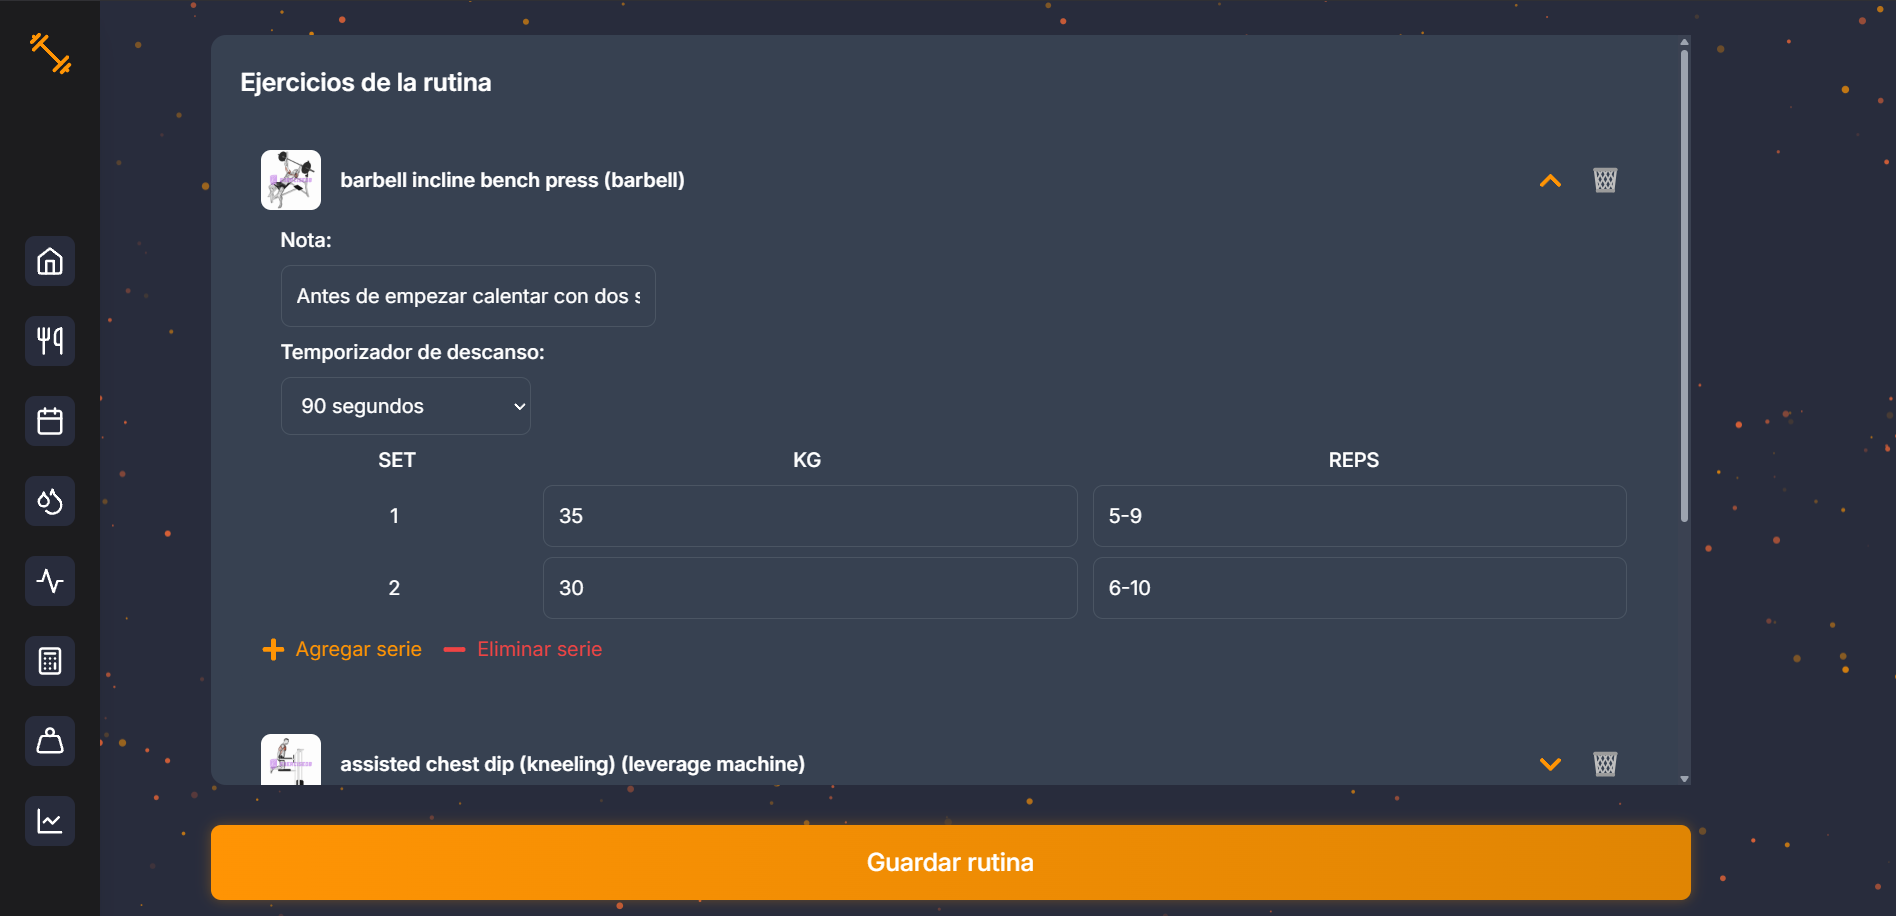 Ejercicios de la rutina
barbell incline bench press (barbell)
Nota:
Antes de empezar calentar con dos s
Temporizador de descanso:
90 segundos
SET KG REPS
1 35 5-9
2 30 6-10
Agregar serie Eliminar serie
assisted chest dip (kneeling) (leverage machine)
Guardar rutina